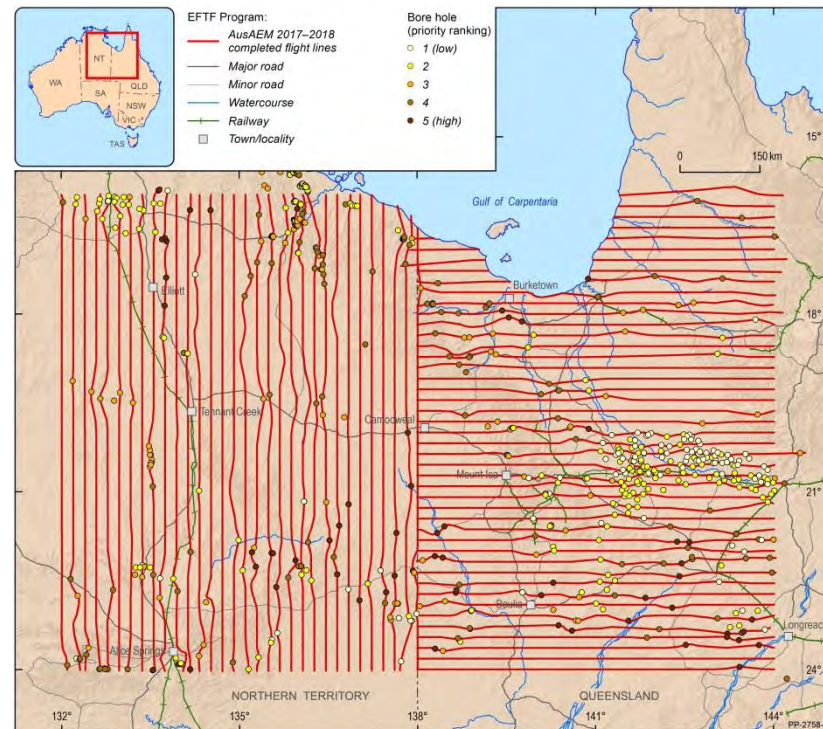 EFTF Program:
AusAEM 2017–2018
completed flight lines
Major road
Minor road
Watercourse
Railway
Town/locality
Bore hole
(priority ranking)
1 (low)
2
3
4
5 (high)
WA
NT
SA
QLD
NSW
VIC
TAS
15°
0 150 km
Gulf of Carpentaria
Burketown
Elliott
18°
Tennant Creek
Camooweal
Mount Isa
21°
Boulia
Longreac
Alice Springs
24°
NORTHERN TERRITORY
QUEENSLAND
132°
135°
138°
141°
144°
PP-2758-